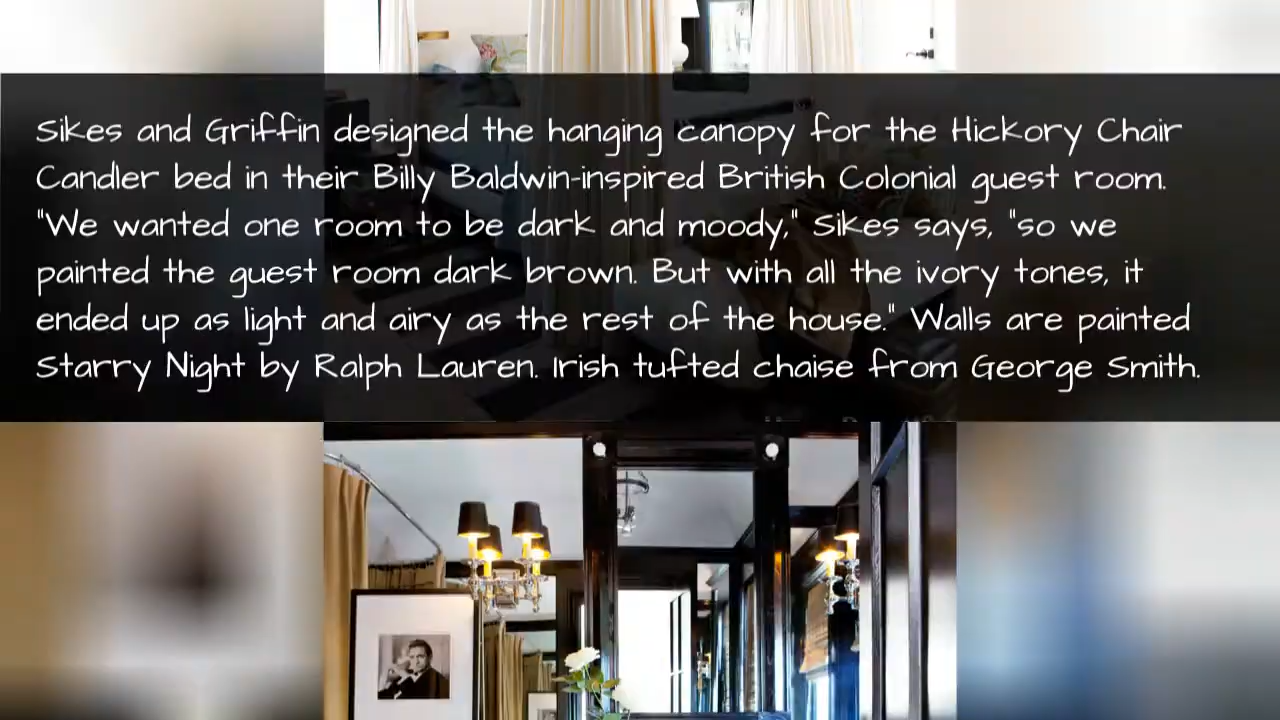 Sikes and Griffin designed the hanging canopy for the Hickory Chair
Candler bed in their Billy Baldwin-inspired British Colonial guest room.
"We wanted one room to be dark and moody," Sikes says, "so we
painted the guest room dark brown. But with all the ivory tones, it
ended up as light and airy as the rest of the house." Walls are painted
Starry Night by Ralph Lauren. Irish tufted chaise from George Smith.